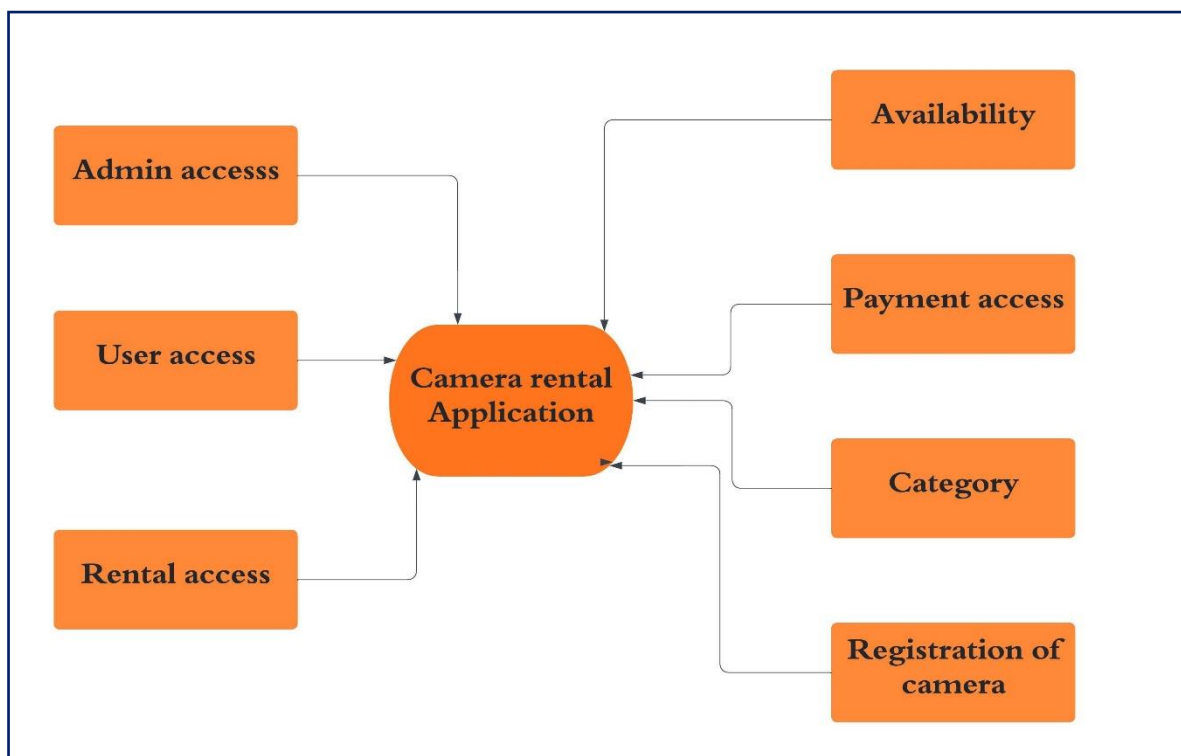 Admin accesss
User access
Rental access
Camera rental
Application
Availability
Payment access
Category
Registration of
camera